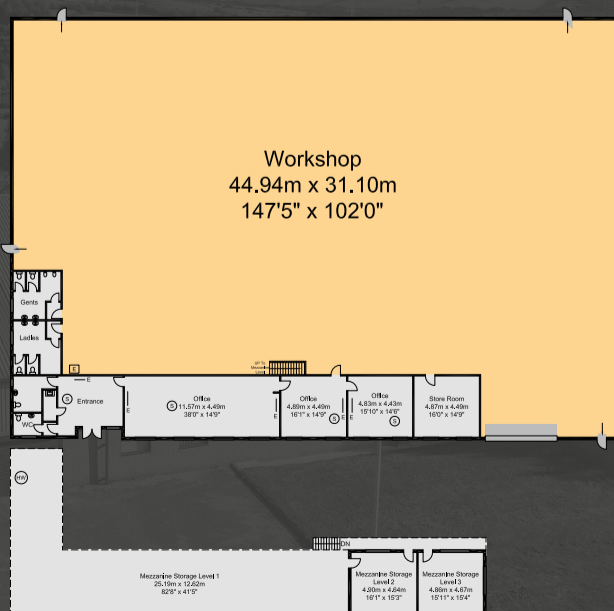 Workshop
44.94m x 31.10m
147'5" x 102'0"
Gents
Ladies
UP To
Mezzanine
Level
E
E
S
Entrance
WC
E
Office
S
11.57m x 4.49m
38'0" x 14'9"
E
Office
4.89m x 4.49m
16'1" x 14'9"
S
E
Office
4.83m x 4.43m
15'10" x 14'6"
S
E
Store Room
4.87m x 4.49m
16'0" x 14'9"
HW
DN
Mezzanine Storage Level 1
25.19m x 12.62m
82'8" x 41'5"
Mezzanine Storage
Level 2
4.90m x 4.64m
16'1" x 15'3"
Mezzanine Storage
Level 3
4.86m x 4.67m
15'11" x 15'4"